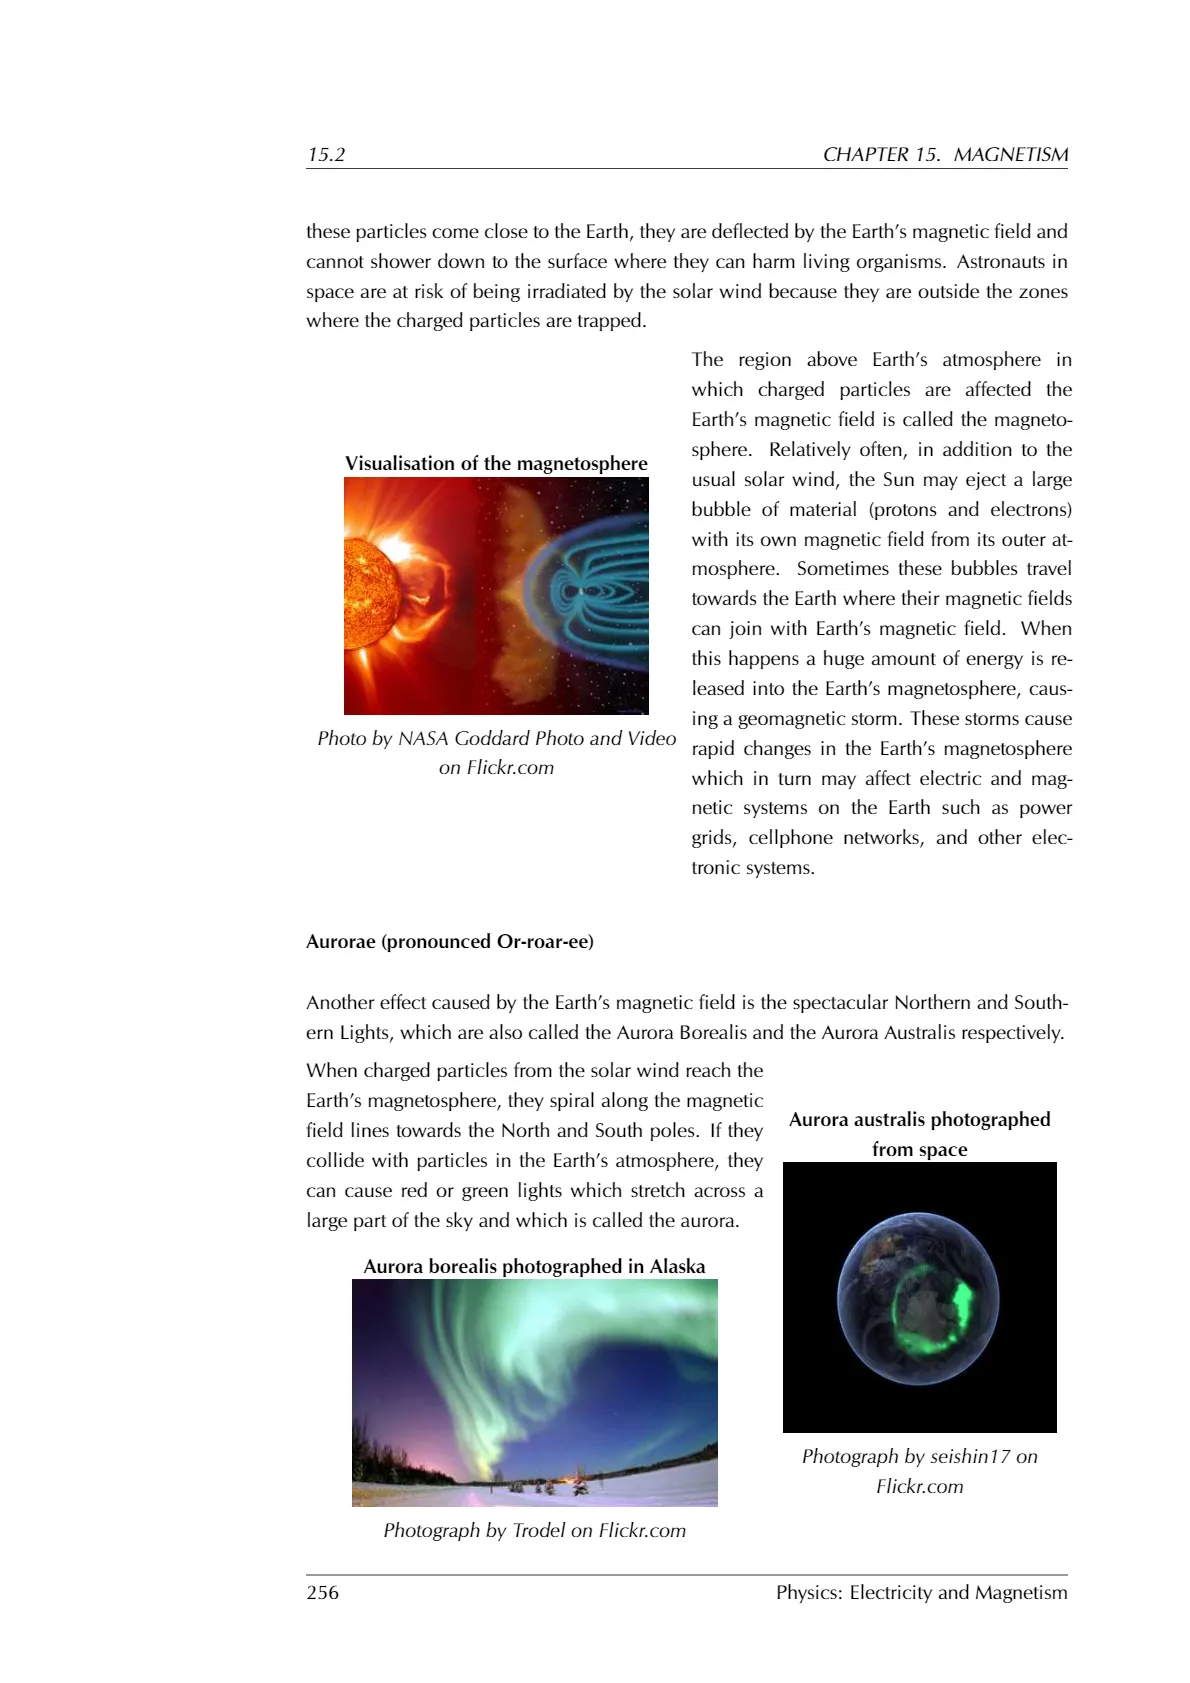 15.2 CHAPTER 15. MAGNETISM
these particles come close to the Earth, they are deflected by the Earth’s magnetic field and
cannot shower down to the surface where they can harm living organisms. Astronauts in
space are at risk of being irradiated by the solar wind because they are outside the zones
where the charged particles are trapped.
Visualisation of the magnetosphere
Photo by NASA Goddard Photo and Video
on Flickr.com
The region above Earth’s atmosphere in
which charged particles are affected the
Earth’s magnetic field is called the magneto-
sphere. Relatively often, in addition to the
usual solar wind, the Sun may eject a large
bubble of material (protons and electrons)
with its own magnetic field from its outer at-
mosphere. Sometimes these bubbles travel
towards the Earth where their magnetic fields
can join with Earth’s magnetic field. When
this happens a huge amount of energy is re-
leased into the Earth’s magnetosphere, caus-
ing a geomagnetic storm. These storms cause
rapid changes in the Earth’s magnetosphere
which in turn may affect electric and mag-
netic systems on the Earth such as power
grids, cellphone networks, and other elec-
tronic systems.
Aurorae (pronounced Or-roar-ee)
Another effect caused by the Earth’s magnetic field is the spectacular Northern and South-
ern Lights, which are also called the Aurora Borealis and the Aurora Australis respectively.
When charged particles from the solar wind reach the
Earth’s magnetosphere, they spiral along the magnetic
field lines towards the North and South poles. If they
collide with particles in the Earth’s atmosphere, they
can cause red or green lights which stretch across a
large part of the sky and which is called the aurora.
Aurora borealis photographed in Alaska
Photograph by Trodel on Flickr.com
Aurora australis photographed
from space
Photograph by seishin17 on
Flickr.com
256 Physics: Electricity and Magnetism